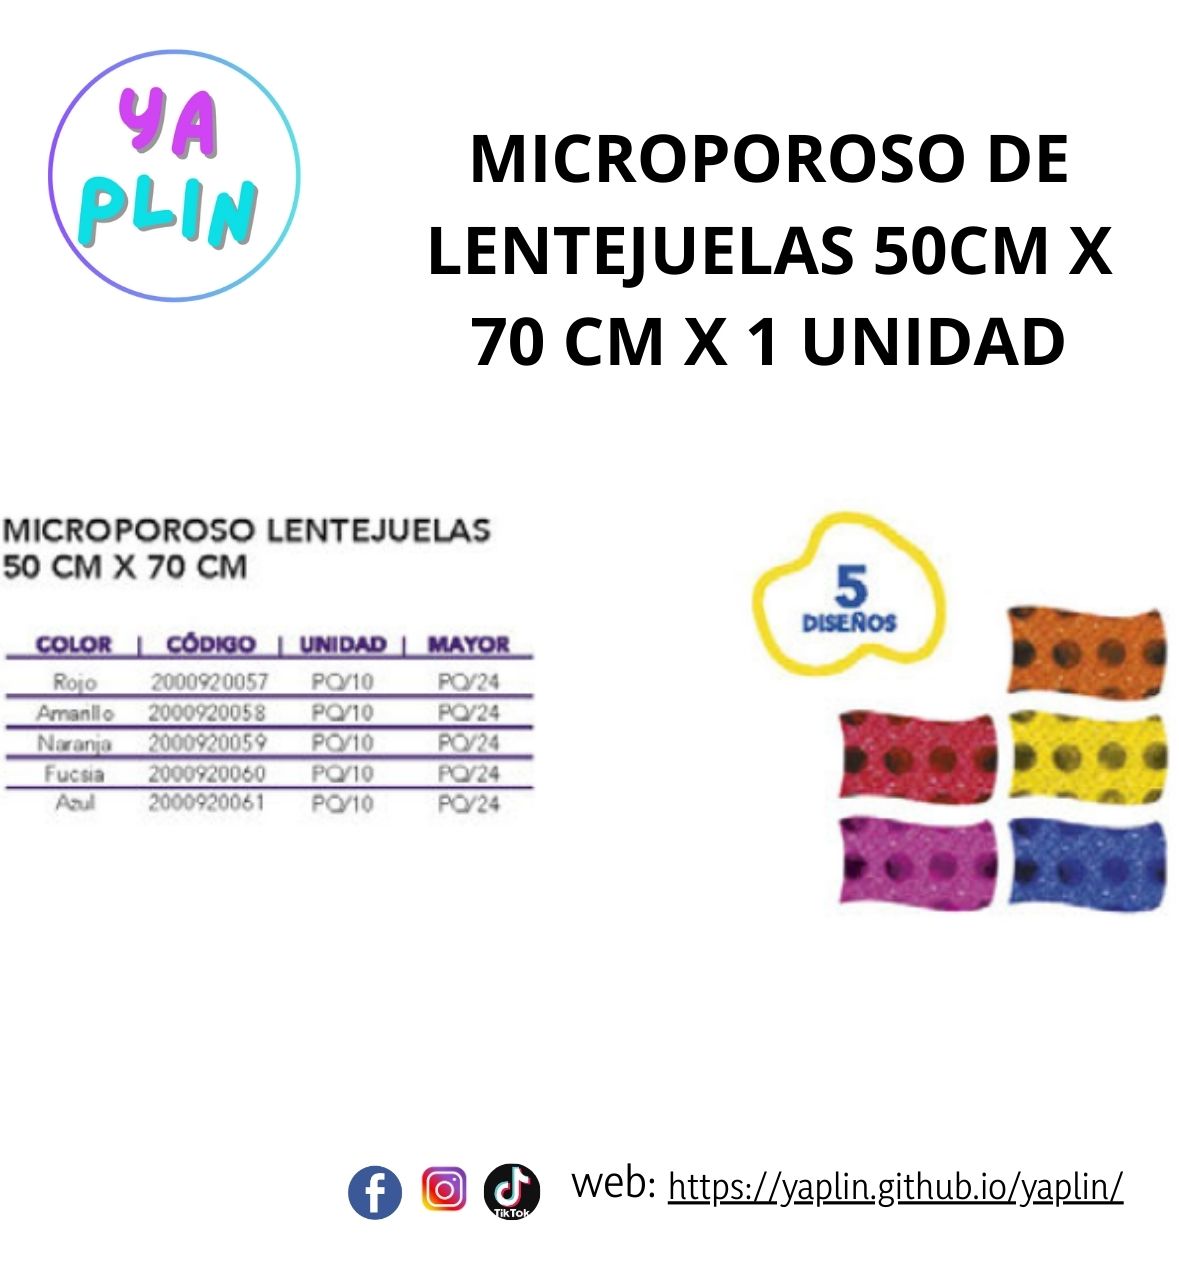 YA
PLIN
MICROPOROSO DE
LENTEJUELAS 50CM X
70 CM X 1 UNIDAD
MICROPOROSO LENTEJUELAS
50 CM X 70 CM
COLOR | CÓDIGO | UNIDAD | MAYOR
Rojo 2000920057 PQ/10 PQ/24
Amarillo 2000920058 PQ/10 PQ/24
Naranja 2000920059 PQ/10 PQ/24
Fucsia 2000920060 PQ/10 PQ/24
Azul 2000920061 PQ/10 PQ/24
5
DISEÑOS
TikTok
web: https://yaplin.github.io/yaplin/